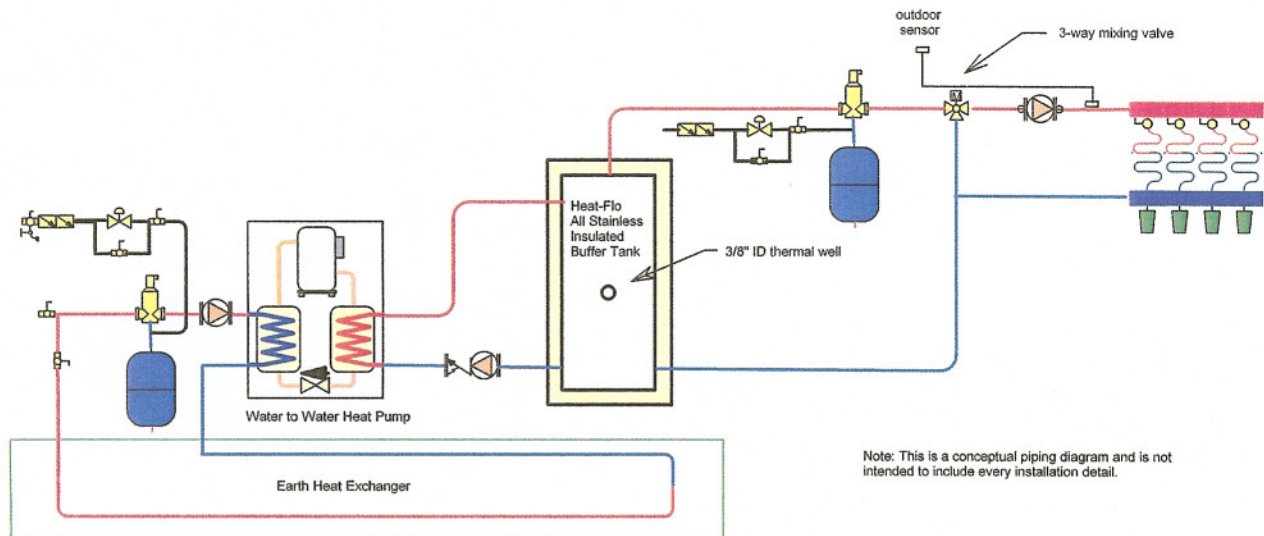 outdoor
sensor
3-way mixing valve
M
Heat-Flo
All Stainless
Insulated
Buffer Tank
3/8" ID thermal well
Water to Water Heat Pump
Earth Heat Exchanger
Note: This is a conceptual piping diagram and is not
intended to include every installation detail.